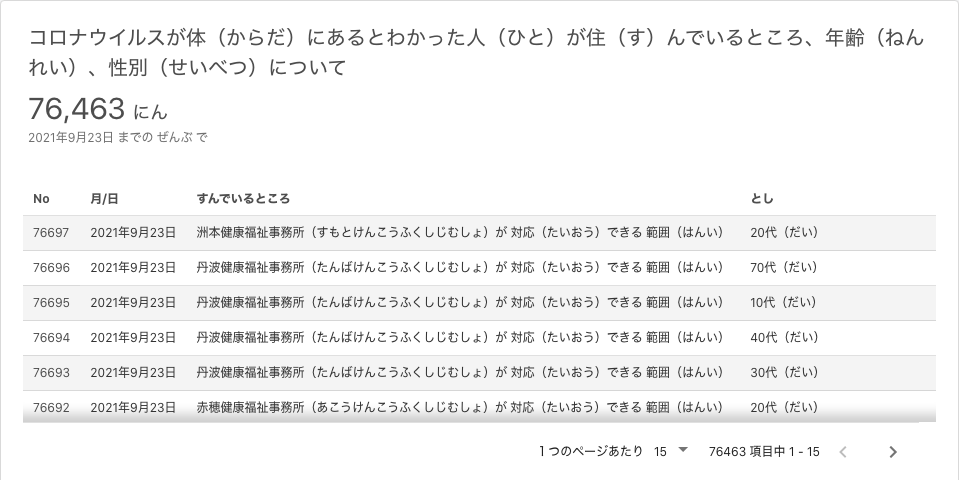 コロナウイルスが体（からだ）にあるとわかった人（ひと）が住（す）んでいるところ、年齢（ねん
れい）、性別（せいべつ）について
76,463 にん
2021年9月23日 までの ぜんぶ で
No 月/日 すんでいるところ とし
76697 2021年9月23日 洲本健康福祉事務所（すもとけんこうふくしじむしょ）が 対応（たいおう）できる 範囲（はんい） 20代（だい）
76696 2021年9月23日 丹波健康福祉事務所（たんばけんこうふくしじむしょ）が 対応（たいおう）できる 範囲（はんい） 70代（だい）
76695 2021年9月23日 丹波健康福祉事務所（たんばけんこうふくしじむしょ）が 対応（たいおう）できる 範囲（はんい） 10代（だい）
76694 2021年9月23日 丹波健康福祉事務所（たんばけんこうふくしじむしょ）が 対応（たいおう）できる 範囲（はんい） 40代（だい）
76693 2021年9月23日 丹波健康福祉事務所（たんばけんこうふくしじむしょ）が 対応（たいおう）できる 範囲（はんい） 30代（だい）
76692 2021年9月23日 赤穂健康福祉事務所（あこうけんこうふくしじむしょ）が 対応（たいおう）できる 範囲（はんい） 20代（だい）
1 つのページあたり 15 76463 項目中 1 - 15